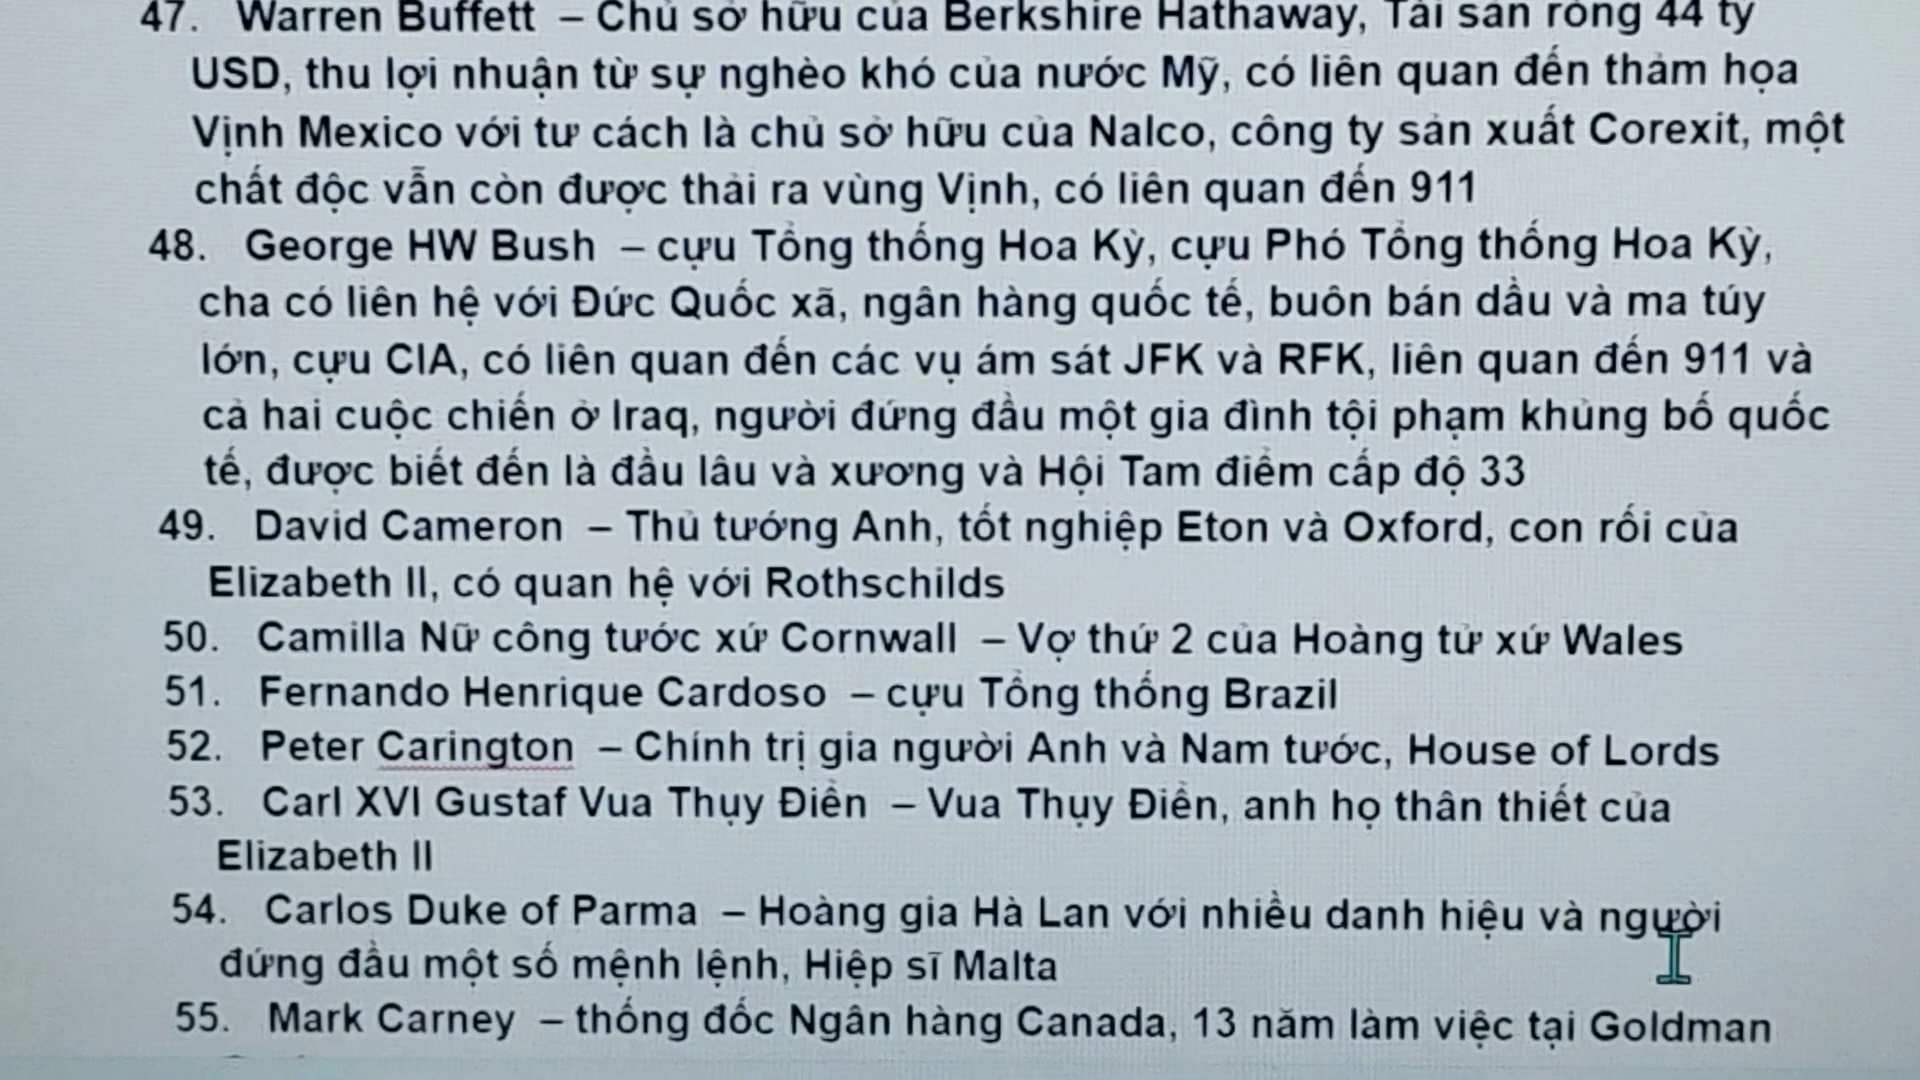 47. Warren Buffett – Chủ sở hữu của Berkshire Hathaway, Tài sản ròng 44 tỷ
USD, thu lợi nhuận từ sự nghèo khó của nước Mỹ, có liên quan đến thảm họa
Vịnh Mexico với tư cách là chủ sở hữu của Nalco, công ty sản xuất Corexit, một
chất độc vẫn còn được thải ra vùng Vịnh, có liên quan đến 911
48. George HW Bush – cựu Tổng thống Hoa Kỳ, cựu Phó Tổng thống Hoa Kỳ,
cha có liên hệ với Đức Quốc xã, ngân hàng quốc tế, buôn bán dầu và ma túy
lớn, cựu CIA, có liên quan đến các vụ ám sát JFK và RFK, liên quan đến 911 và
cả hai cuộc chiến ở Iraq, người đứng đầu một gia đình tội phạm khủng bố quốc
tế, được biết đến là đầu lâu và xương và Hội Tam điểm cấp độ 33
49. David Cameron – Thủ tướng Anh, tốt nghiệp Eton và Oxford, con rối của
Elizabeth II, có quan hệ với Rothschilds
50. Camilla Nữ công tước xứ Cornwall – Vợ thứ 2 của Hoàng tử xứ Wales
51. Fernando Henrique Cardoso – cựu Tổng thống Brazil
52. Peter Carington – Chính trị gia người Anh và Nam tước, House of Lords
53. Carl XVI Gustaf Vua Thụy Điển – Vua Thụy Điển, anh họ thân thiết của
Elizabeth II
54. Carlos Duke of Parma – Hoàng gia Hà Lan với nhiều danh hiệu và người
đứng đầu một số mệnh lệnh, Hiệp sĩ Malta
55. Mark Carney – thống đốc Ngân hàng Canada, 13 năm làm việc tại Goldman